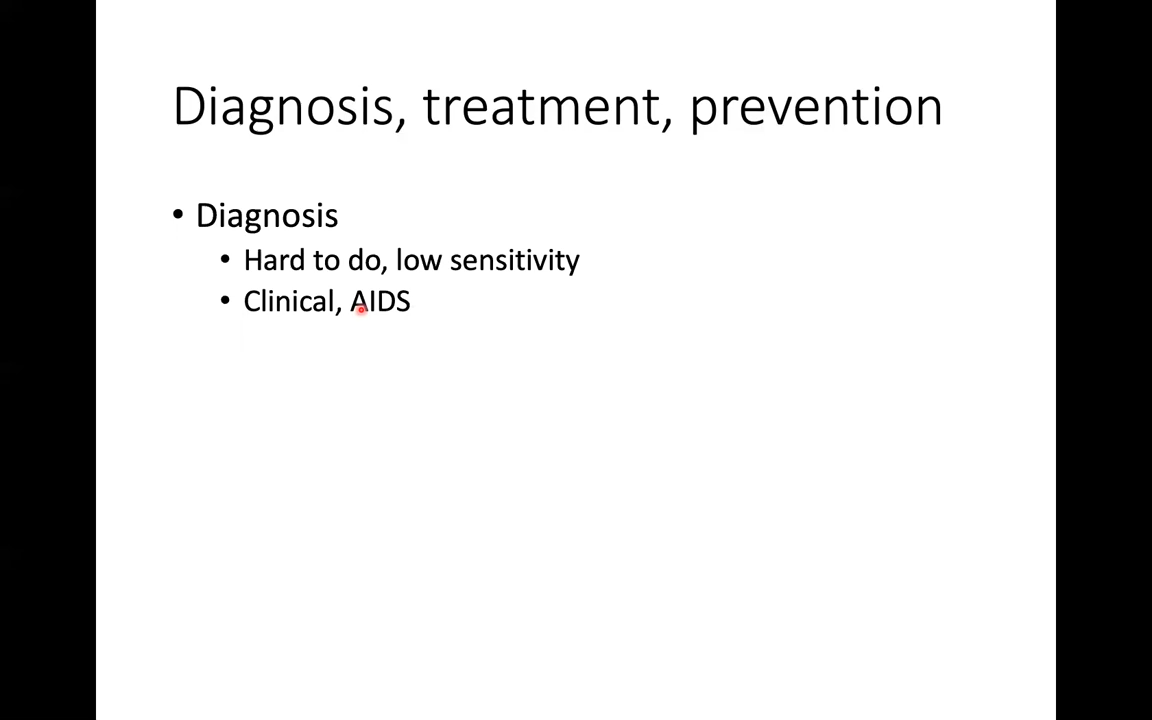 Diagnosis, treatment, prevention
• Diagnosis
• Hard to do, low sensitivity
• Clinical, AIDS